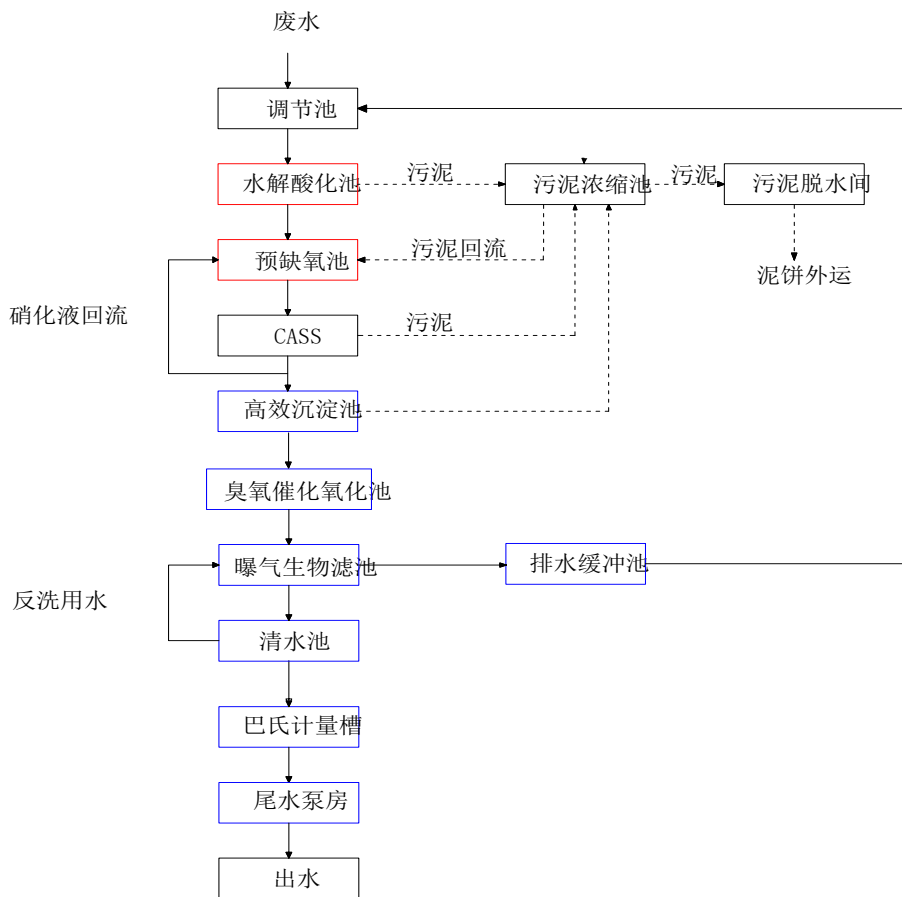 废水
调节池
水解酸化池
污泥
污泥浓缩池
污泥
污泥脱水间
预缺氧池
污泥回流
泥饼外运
硝化液回流
CASS
污泥
高效沉淀池
臭氧催化氧化池
曝气生物滤池
排水缓冲池
反洗用水
清水池
巴氏计量槽
尾水泵房
出水